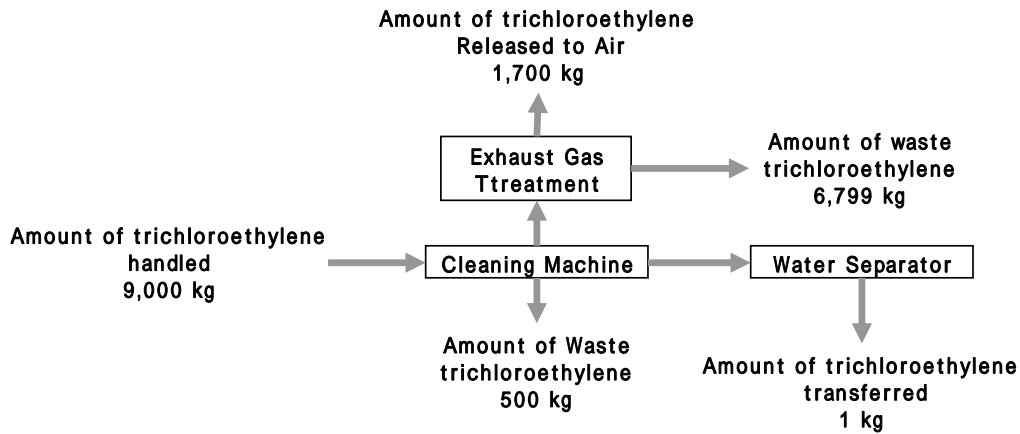 Amount of trichloroethylene
Released to Air
1,700 kg
Exhaust Gas
Ttreatment
Amount of waste
trichloroethylene
6,799 kg
Amount of trichloroethylene
handled
9,000 kg
Cleaning Machine
Water Separator
Amount of Waste
trichloroethylene
500 kg
Amount of trichloroethylene
transferred
1 kg